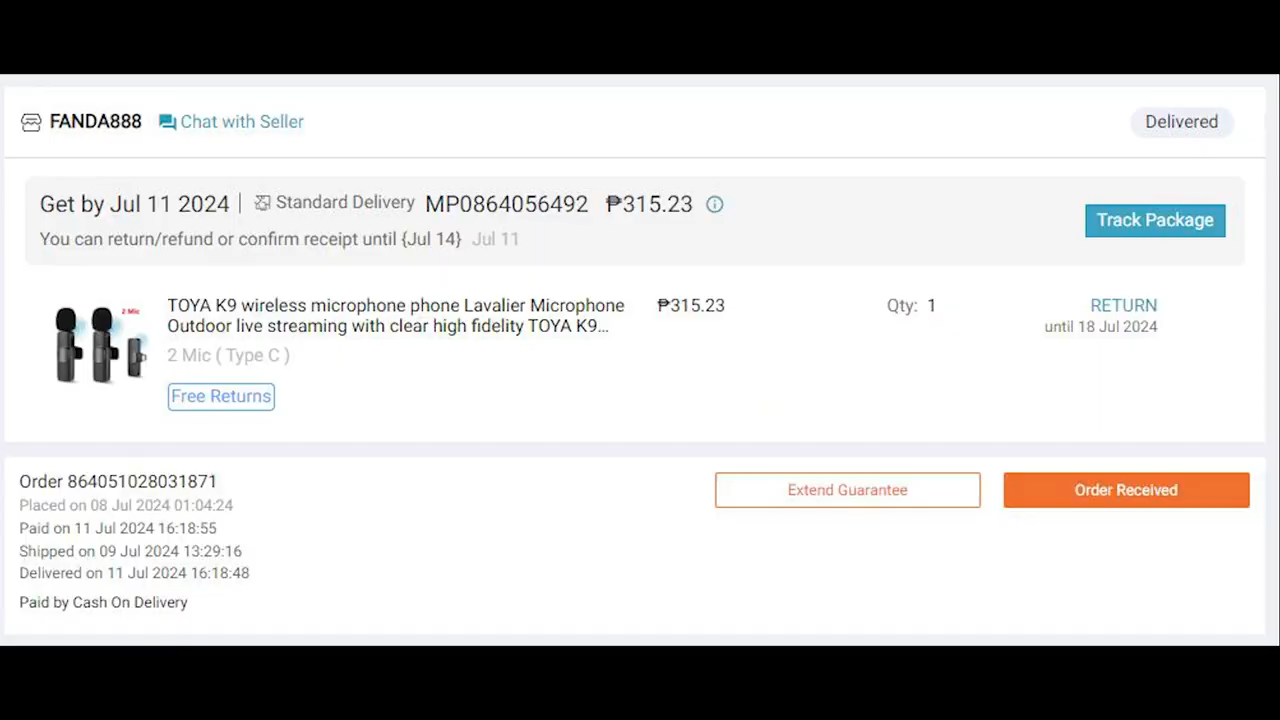 FANDA888 Chat with Seller Delivered
Get by Jul 11 2024 | Standard Delivery MP0864056492 ₱315.23
Track Package
You can return/refund or confirm receipt until {Jul 14} Jul 11
2 Mic
TOYA K9 wireless microphone phone Lavalier Microphone ₱315.23 Qty: 1 RETURN
Outdoor live streaming with clear high fidelity TOYA K9... until 18 Jul 2024
2 Mic ( Type C )
Free Returns
Order 864051028031871
Extend Guarantee Order Received
Placed on 08 Jul 2024 01:04:24
Paid on 11 Jul 2024 16:18:55
Shipped on 09 Jul 2024 13:29:16
Delivered on 11 Jul 2024 16:18:48
Paid by Cash On Delivery